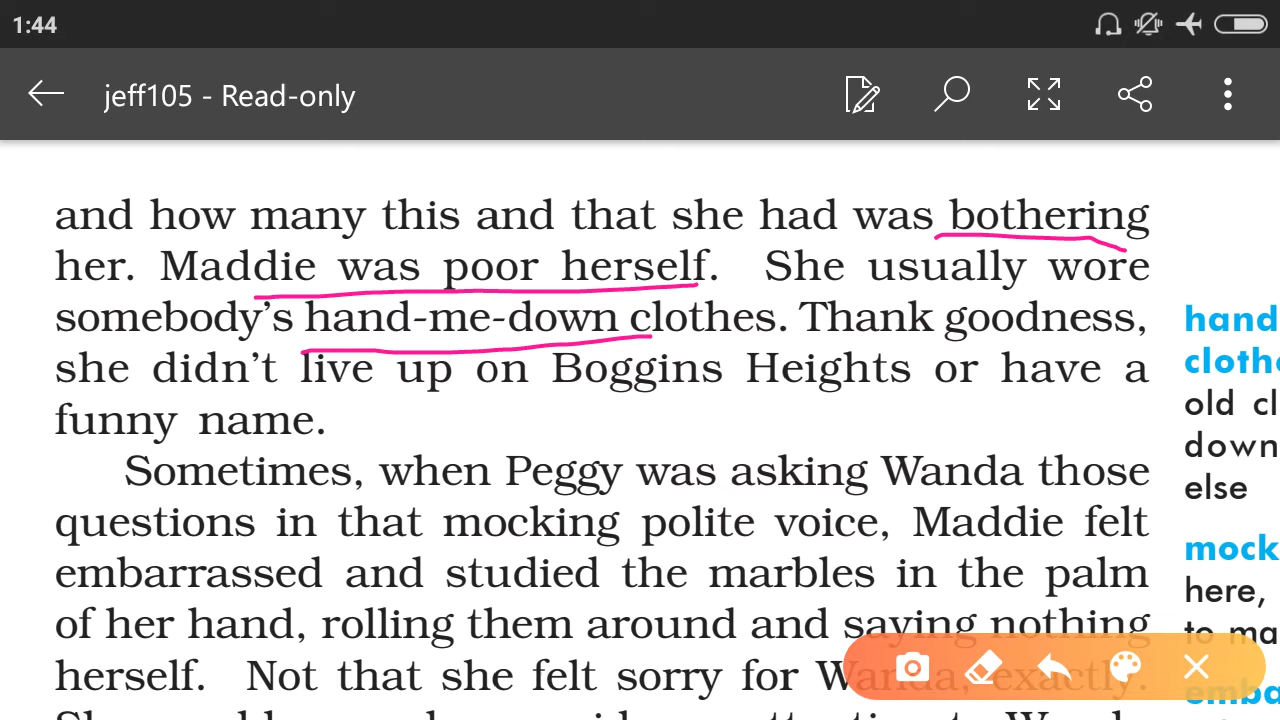 1:44
jeff105 - Read-only
and how many this and that she had was bothering
her. Maddie was poor herself. She usually wore
somebody's hand-me-down clothes. Thank goodness,
she didn't live up on Boggins Heights or have a
funny name.
Sometimes, when Peggy was asking Wanda those
questions in that mocking polite voice, Maddie felt
embarrassed and studied the marbles in the palm
of her hand, rolling them around and saying nothing
herself. Not that she felt sorry for Wanda, exactly.
hand
clothe
old cl
down
else
mock
here,
to ma
emba